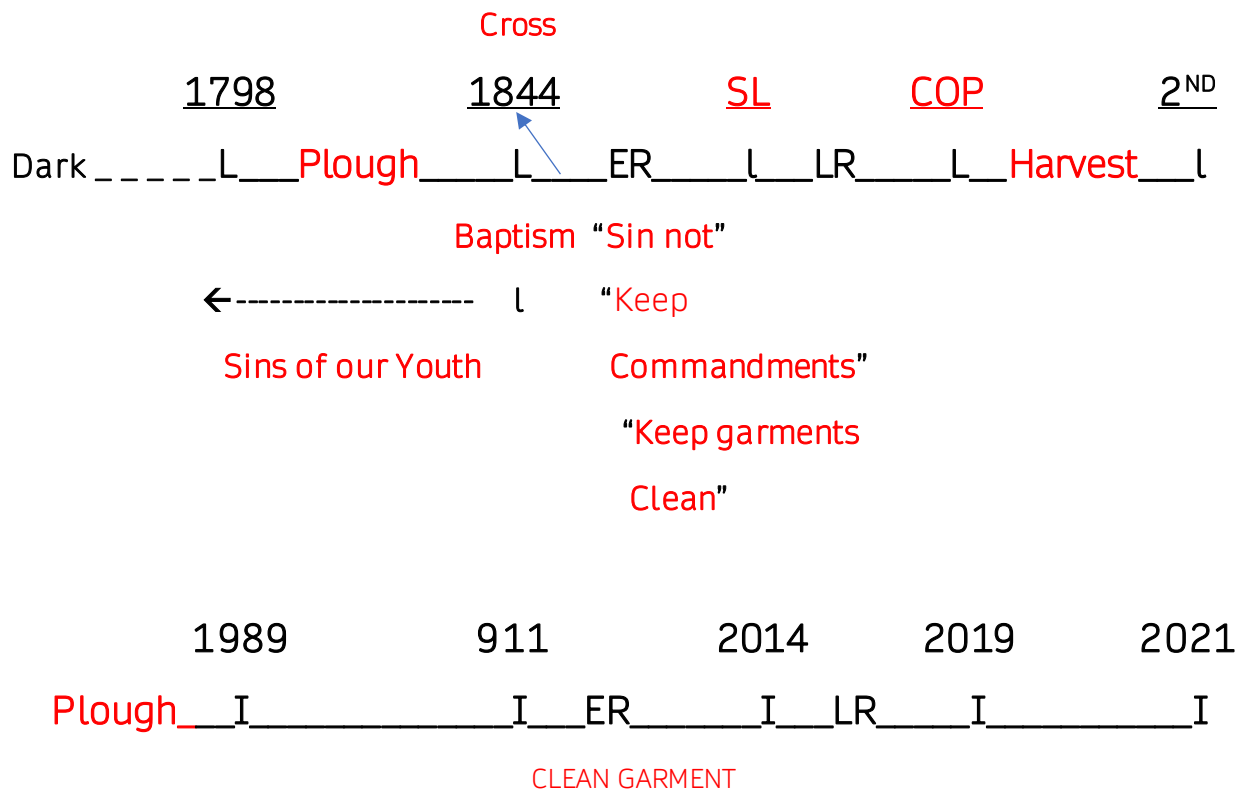 Cross
1798 1844 SL COP 2ND
Dark _ _ _ _ _L___Plough_____L____ER_____l___LR_____L__Harvest___l
Baptism “Sin not”
←--------------------- l “Keep
Sins of our Youth Commandments”
“Keep garments
Clean”
1989 911 2014 2019 2021
Plough___I______________I___ER______I___LR_____I___________I
CLEAN GARMENT